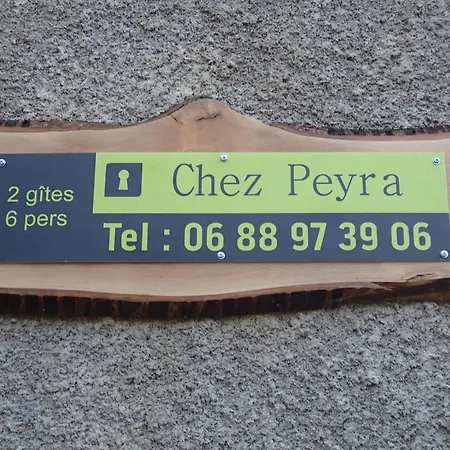 2 gîtes
6 pers
Chez Peyra
Tel : 06 88 97 39 06